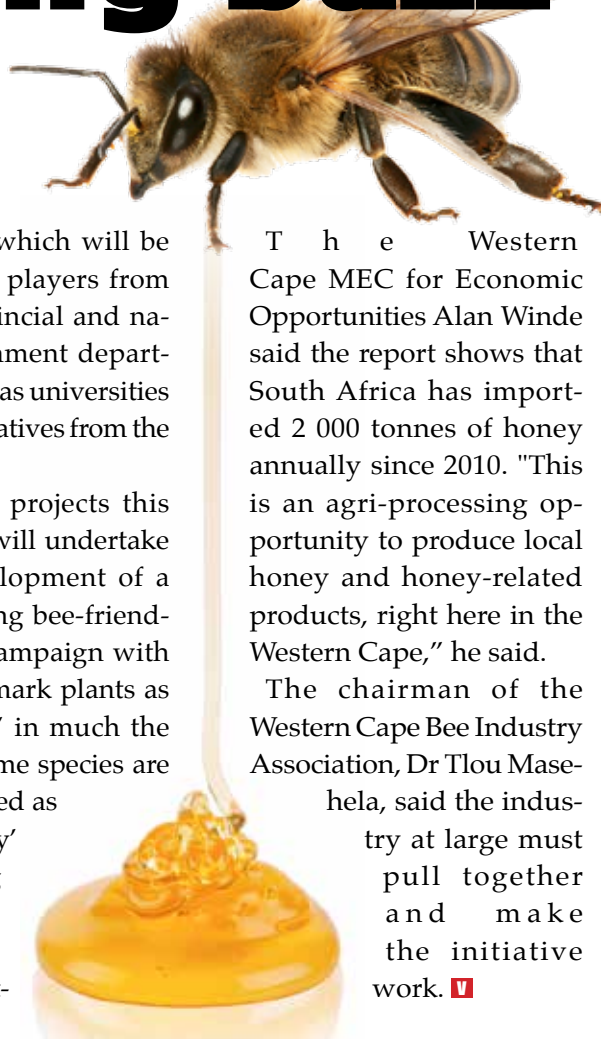 which will be
players from
incial and na-
nment depart-
as universities
atives from the
projects this
will undertake
lopment of a
ng bee-friend-
ampaign with
mark plants as
in much the
me species are
ed as
y’
T h e Western
Cape MEC for Economic
Opportunities Alan Winde
said the report shows that
South Africa has import-
ed 2 000 tonnes of honey
annually since 2010. "This
is an agri-processing op-
portunity to produce local
honey and honey-related
products, right here in the
Western Cape,” he said.
The chairman of the
Western Cape Bee Industry
Association, Dr Tlou Mase-
hela, said the indus-
try at large must
pull together
and make
the initiative
work. V